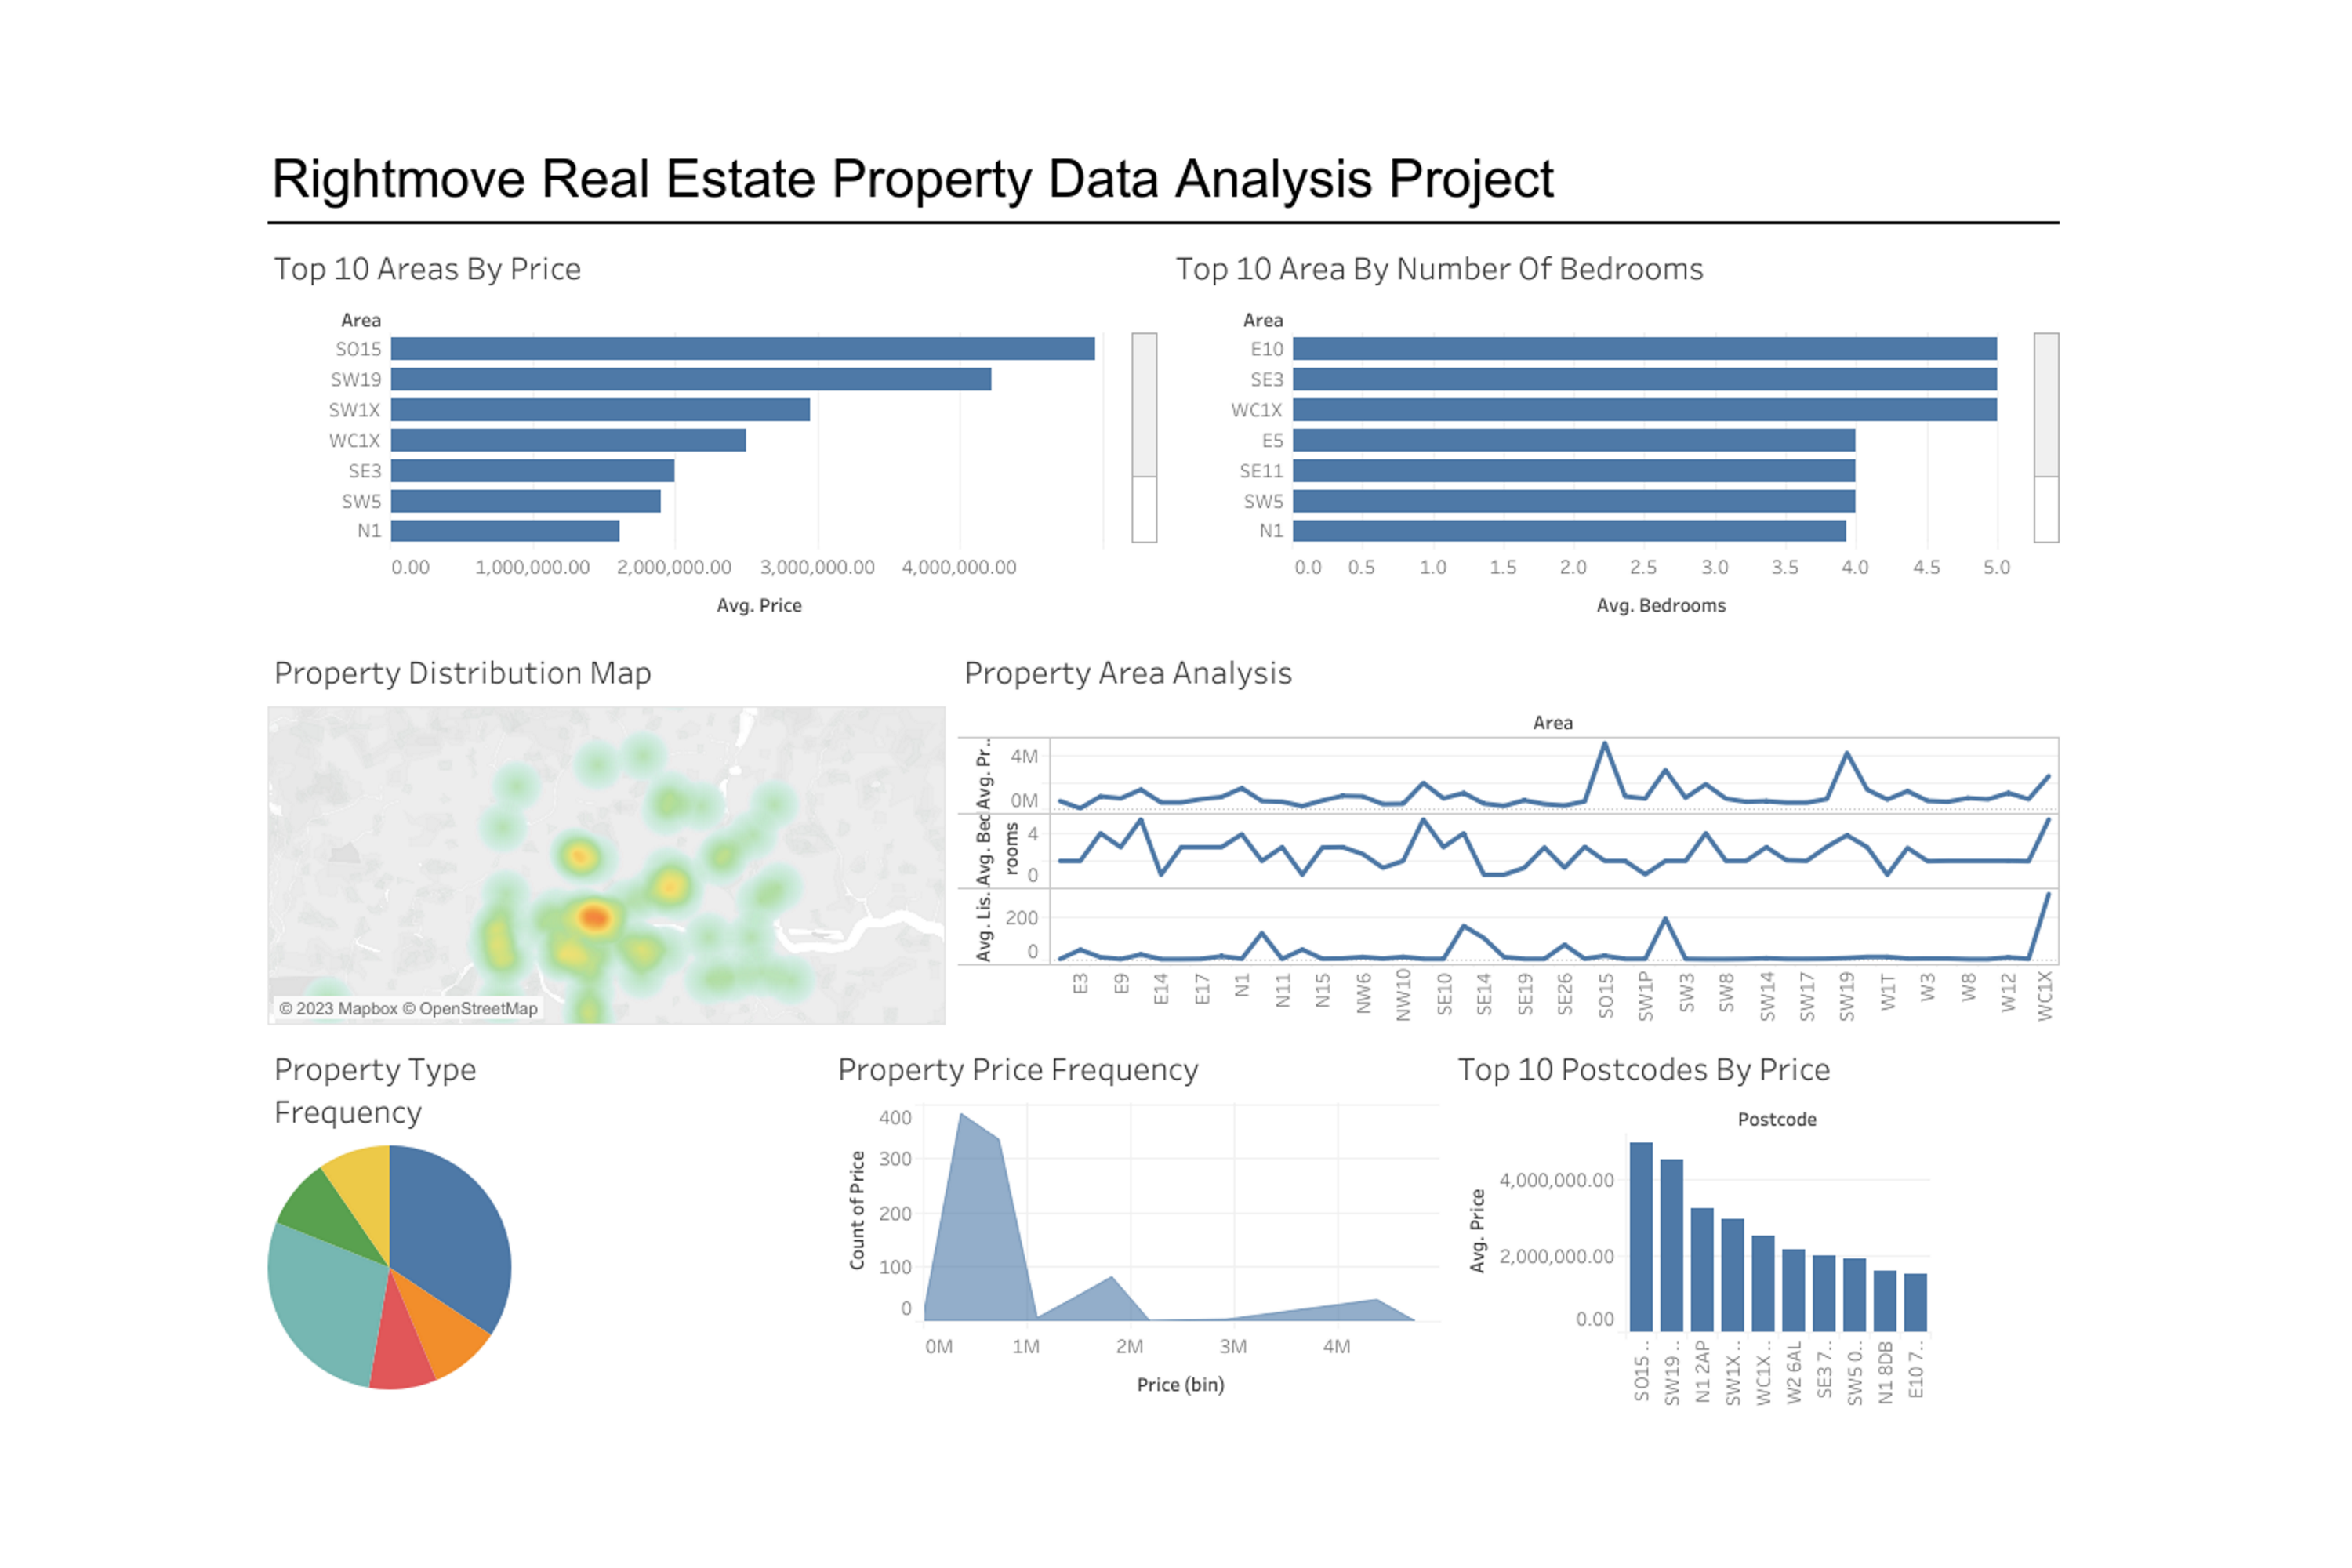 Rightmove Real Estate Property Data Analysis Project
Top 10 Areas By Price
Area
SO15
SW19
SW1X
WC1X
SE3
SW5
N1
0.00 1,000,000.00 2,000,000.00 3,000,000.00 4,000,000.00
Avg. Price
Top 10 Area By Number Of Bedrooms
Area
E10
SE3
WC1X
E5
SE11
SW5
N1
0.0 0.5 1.0 1.5 2.0 2.5 3.0 3.5 4.0 4.5 5.0
Avg. Bedrooms
Property Distribution Map
© 2023 Mapbox © OpenStreetMap
Property Area Analysis
Area
Avg. Pr..
4M
0M
Avg. Bed
rooms
4
0
Avg. Lis.
200
0
E3 E9 E14 E17 N1 N11 N15 NW6 NW10 SE10 SE14 SE19 SE26 SO15 SW1P SW3 SW8 SW14 SW17 SW19 W1T W3 W8 W12 WC1X
Property Type
Frequency
Property Price Frequency
Count of Price
400
300
200
100
0
0M 1M 2M 3M 4M
Price (bin)
Top 10 Postcodes By Price
Postcode
Avg. Price
4,000,000.00
2,000,000.00
0.00
SO15 .. SW19 .. N1 2AP SW1X .. WC1X .. W2 6AL SE3 7.. SW5 0.. N1 8DB E10 7..